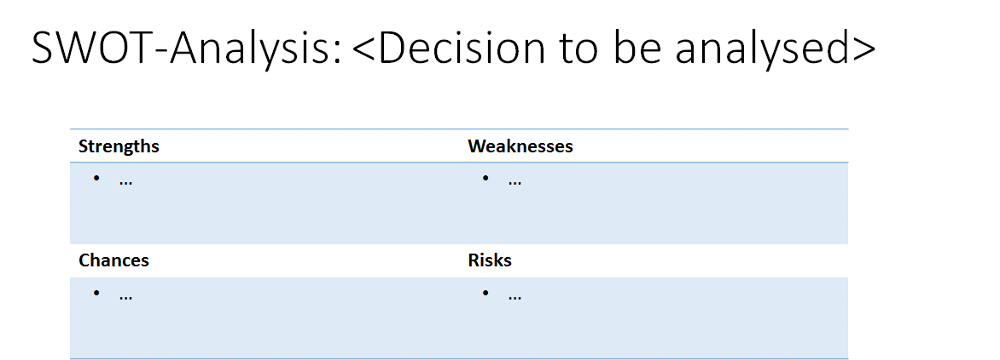 SWOT-Analysis: <Decision to be analysed>
Strengths Weaknesses
• ... • ...
Chances Risks
• ... • ...